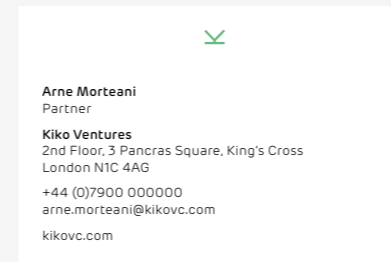 Arne Morteani
Partner
Kiko Ventures
2nd Floor, 3 Pancras Square, King's Cross
London N1C 4AG
+44 (0)7900 000000
arne.morteani@kikovc.com
kikovc.com